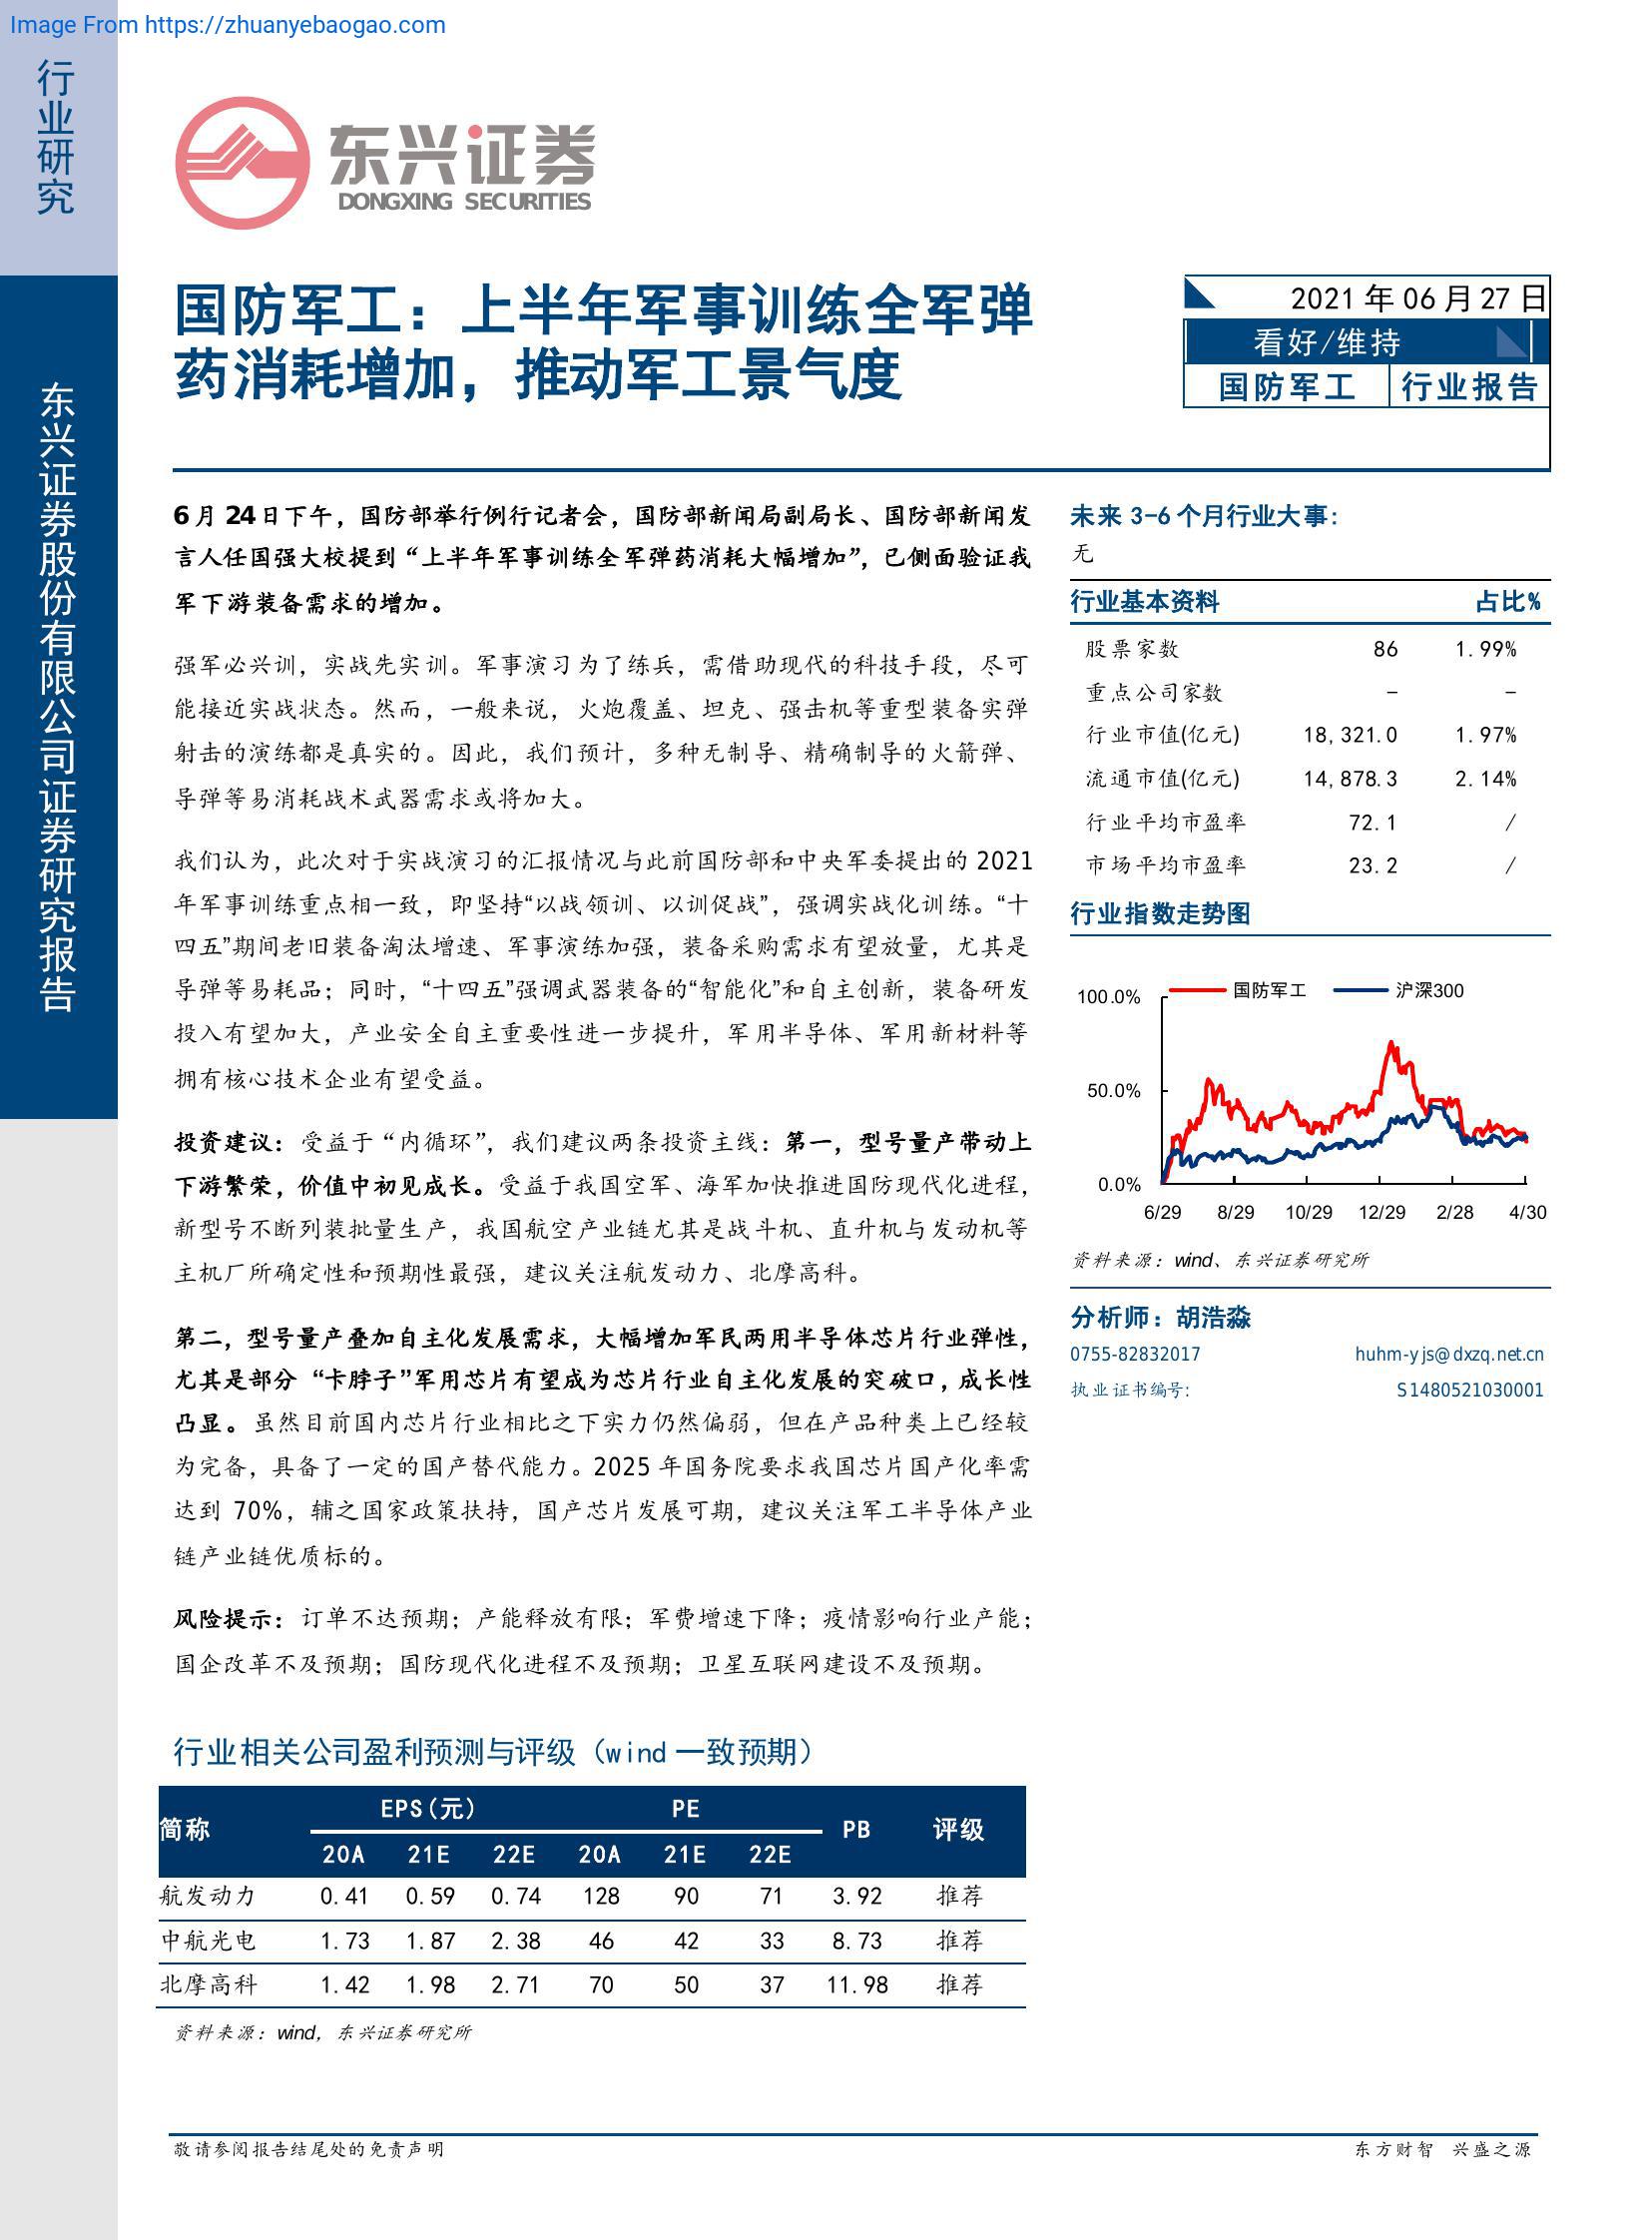 Image From https://zhuanyebaogao.com
行业研究
东兴证券股份有限公司证券研究报告
东兴证券
DONGXING SECURITIES
国防军工：上半年军事训练全军弹
药消耗增加，推动军工景气度
2021 年 06 月 27 日
看好/维持
国防军工 行业报告
6 月 24 日下午，国防部举行例行记者会，国防部新闻局副局长、国防部新闻发
言人任国强大校提到“上半年军事训练全军弹药消耗大幅增加”，已侧面验证我
军下游装备需求的增加。
强军必兴训，实战先实训。军事演习为了练兵，需借助现代的科技手段，尽可
能接近实战状态。然而，一般来说，火炮覆盖、坦克、强击机等重型装备实弹
射击的演练都是真实的。因此，我们预计，多种无制导、精确制导的火箭弹、
导弹等易消耗战术武器需求或将加大。
我们认为，此次对于实战演习的汇报情况与此前国防部和中央军委提出的 2021
年军事训练重点相一致，即坚持“以战领训、以训促战”，强调实战化训练。“十
四五”期间老旧装备淘汰增速、军事演练加强，装备采购需求有望放量，尤其是
导弹等易耗品；同时，“十四五”强调武器装备的“智能化”和自主创新，装备研发
投入有望加大，产业安全自主重要性进一步提升，军用半导体、军用新材料等
拥有核心技术企业有望受益。
投资建议：受益于“内循环”，我们建议两条投资主线：第一，型号量产带动上
下游繁荣，价值中初见成长。受益于我国空军、海军加快推进国防现代化进程，
新型号不断列装批量生产，我国航空产业链尤其是战斗机、直升机与发动机等
主机厂所确定性和预期性最强，建议关注航发动力、北摩高科。
第二，型号量产叠加自主化发展需求，大幅增加军民两用半导体芯片行业弹性，
尤其是部分“卡脖子”军用芯片有望成为芯片行业自主化发展的突破口，成长性
凸显。虽然目前国内芯片行业相比之下实力仍然偏弱，但在产品种类上已经较
为完备，具备了一定的国产替代能力。2025 年国务院要求我国芯片国产化率需
达到 70%，辅之国家政策扶持，国产芯片发展可期，建议关注军工半导体产业
链产业链优质标的。
风险提示：订单不达预期；产能释放有限；军费增速下降；疫情影响行业产能；
国企改革不及预期；国防现代化进程不及预期；卫星互联网建设不及预期。
行业相关公司盈利预测与评级（wind 一致预期）
简称 EPS(元) PE PB 评级
20A 21E 22E 20A 21E 22E
航发动力 0.41 0.59 0.74 128 90 71 3.92 推荐
中航光电 1.73 1.87 2.38 46 42 33 8.73 推荐
北摩高科 1.42 1.98 2.71 70 50 37 11.98 推荐
资料来源：wind，东兴证券研究所
未来 3-6 个月行业大事：
无
行业基本资料 占比%
股票家数 86 1.99%
重点公司家数 - -
行业市值(亿元) 18,321.0 1.97%
流通市值(亿元) 14,878.3 2.14%
行业平均市盈率 72.1 /
市场平均市盈率 23.2 /
行业指数走势图
国防军工 沪深300
100.0%
50.0%
0.0%
6/29 8/29 10/29 12/29 2/28 4/30
资料来源：wind、东兴证券研究所
分析师：胡浩淼
0755-82832017 huhm-yjs@dxzq.net.cn
执业证书编号: S1480521030001
敬请参阅报告结尾处的免责声明
东方财智 兴盛之源